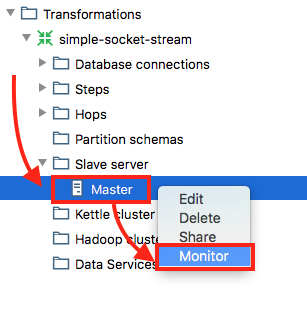 Transformations
simple-socket-stream
Database connections
Steps
Hops
Partition schemas
Slave server
Master
Edit
Delete
Share
Monitor
Kettle cluster
Hadoop cluste
Data Services